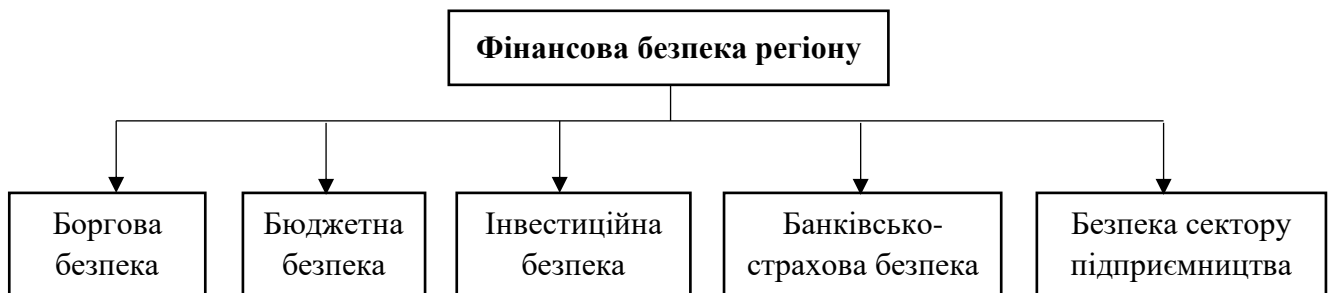 Фінансова безпека регіону
Боргова
безпека
Бюджетна
безпека
Інвестиційна
безпека
Банківсько-
страхова безпека
Безпека сектору
підприємництва